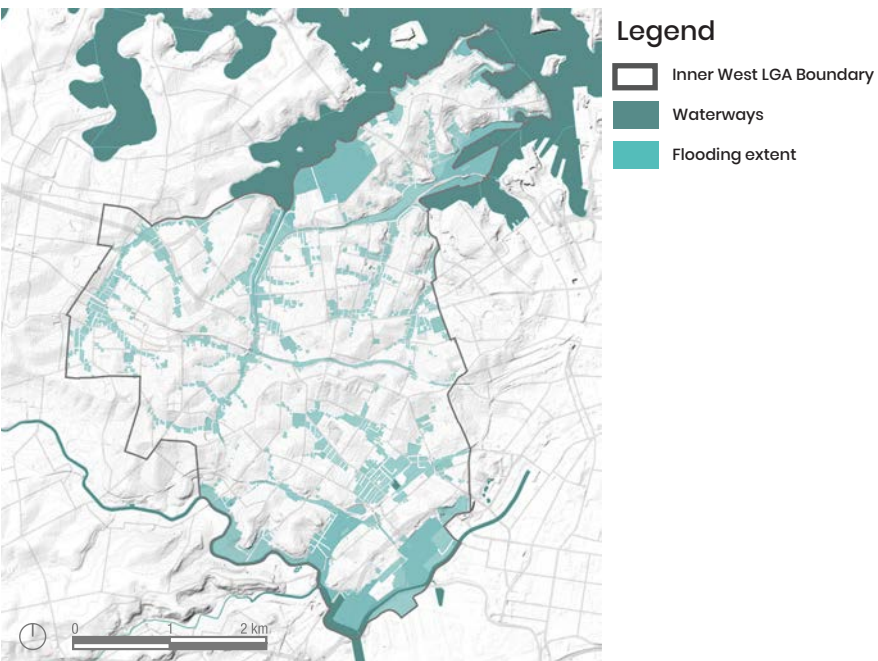 Legend
Inner West LGA Boundary
Waterways
Flooding extent
0 1 2 km